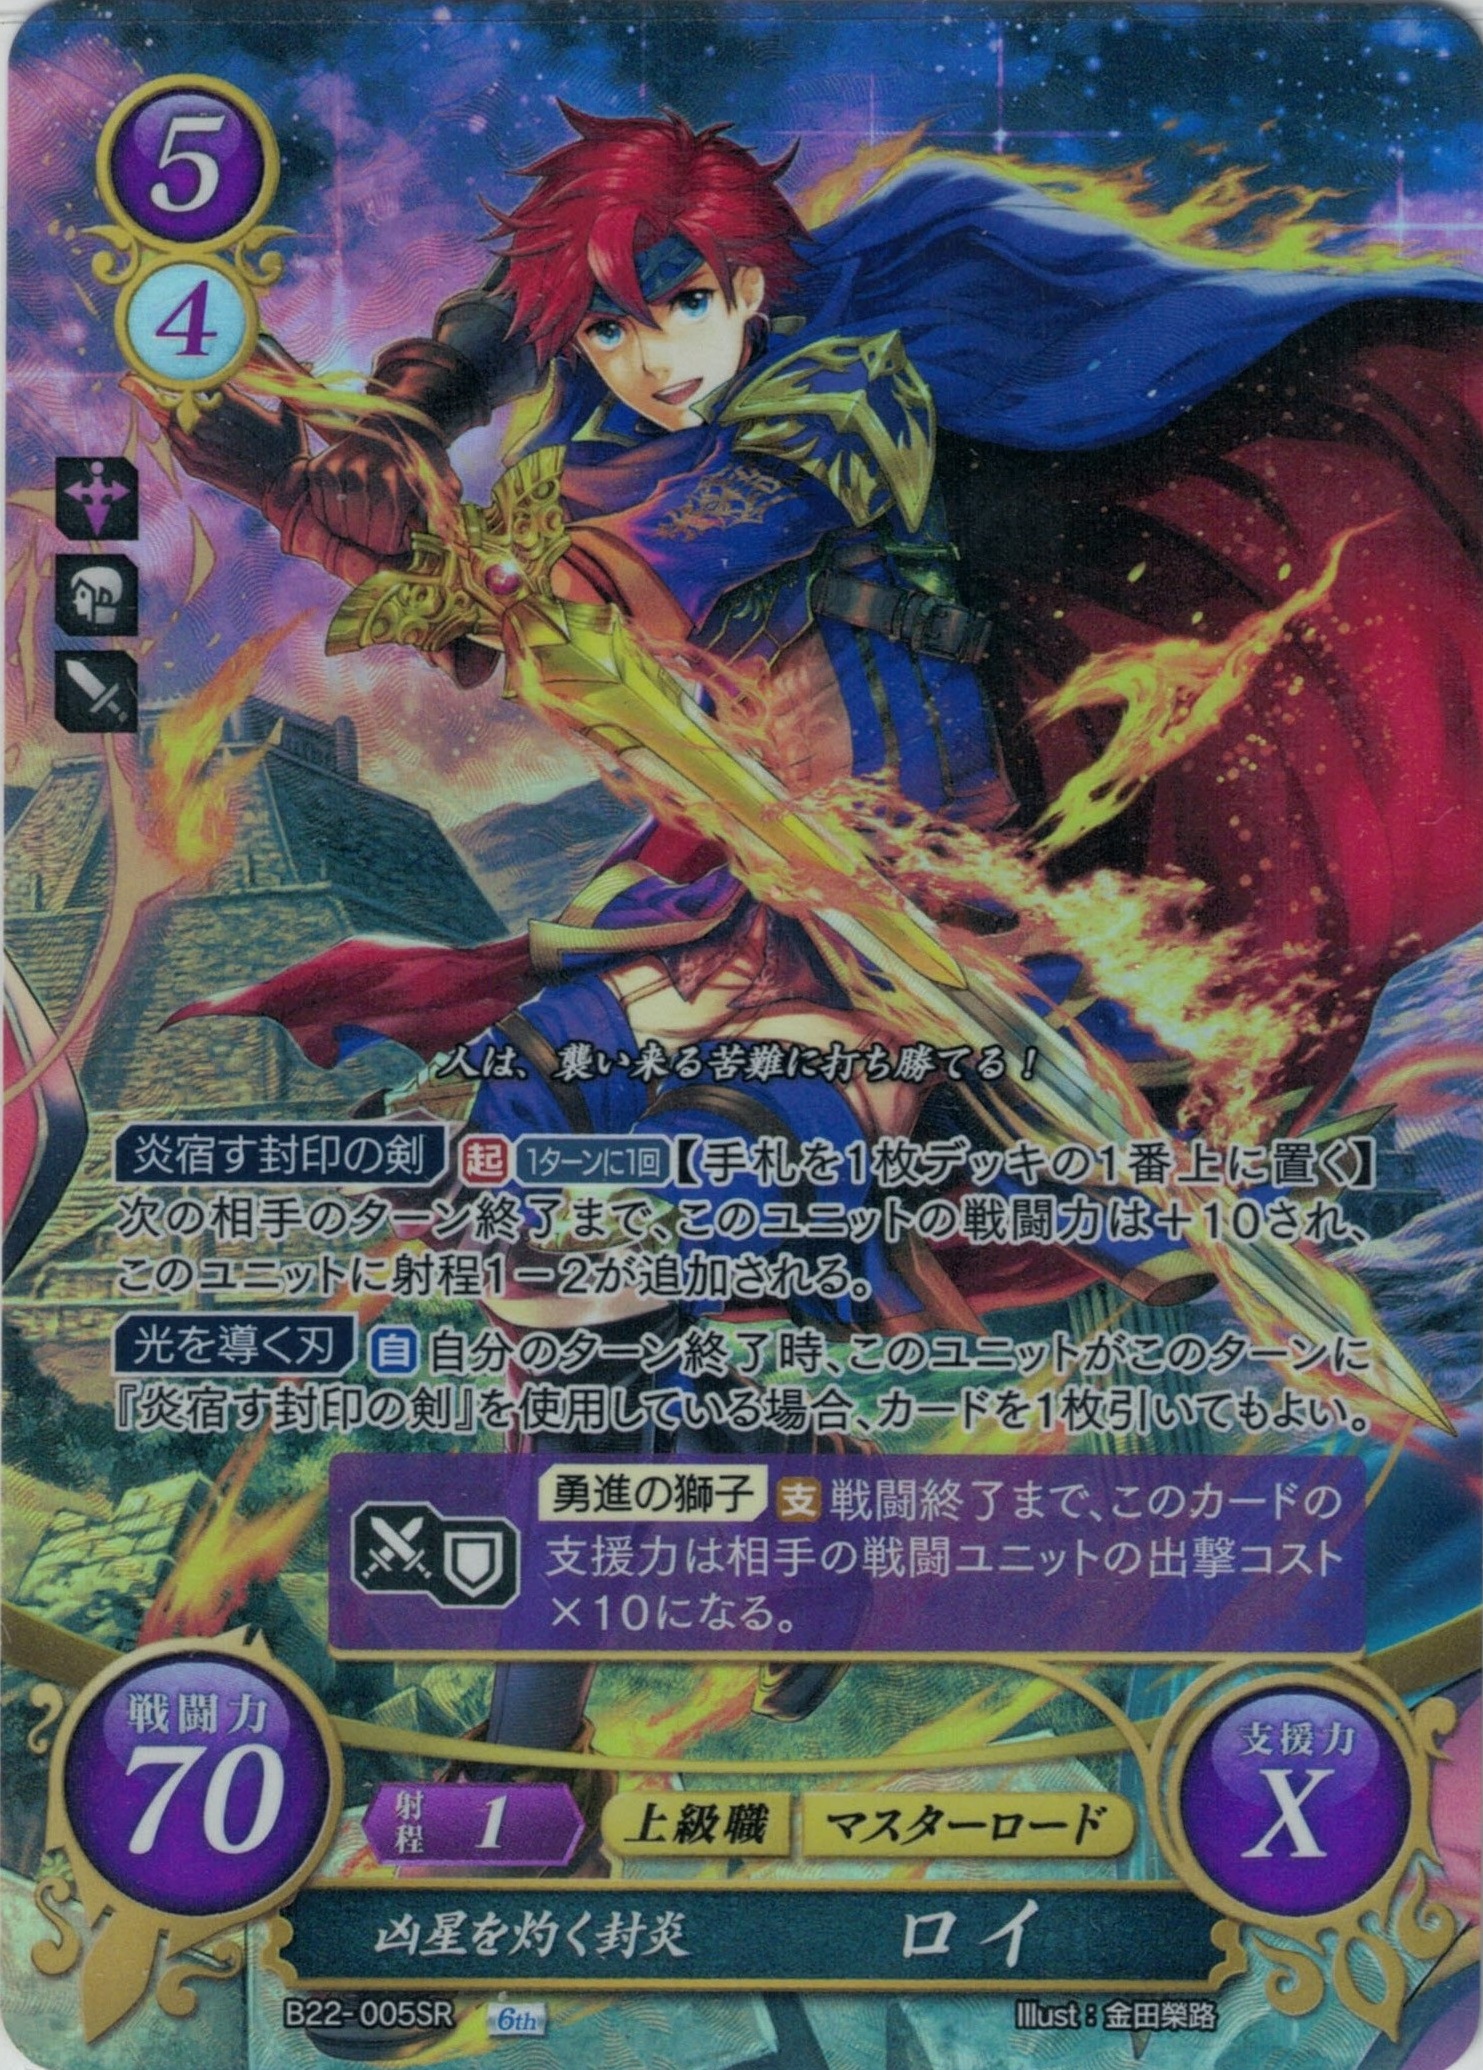 5
4
人は、襲い来る苦難に打ち勝てる！
炎宿す封印の剣 起 1ターンに1回【手札を1枚デッキの1番上に置く】
次の相手のターン終了まで、このユニットの戦闘力は＋10され、
このユニットに射程1－2が追加される。
光を導く刃 自 自分のターン終了時、このユニットがこのターンに
『炎宿す封印の剣』を使用している場合、カードを1枚引いてもよい。
勇進の獅子 支 戦闘終了まで、このカードの
支援力は相手の戦闘ユニットの出撃コスト
×10になる。
戦闘力
70
射程 1
上級職 マスターロード
支援力
X
凶星を灼く封炎 ロイ
B22-005SR 6th Illust：金田榮路